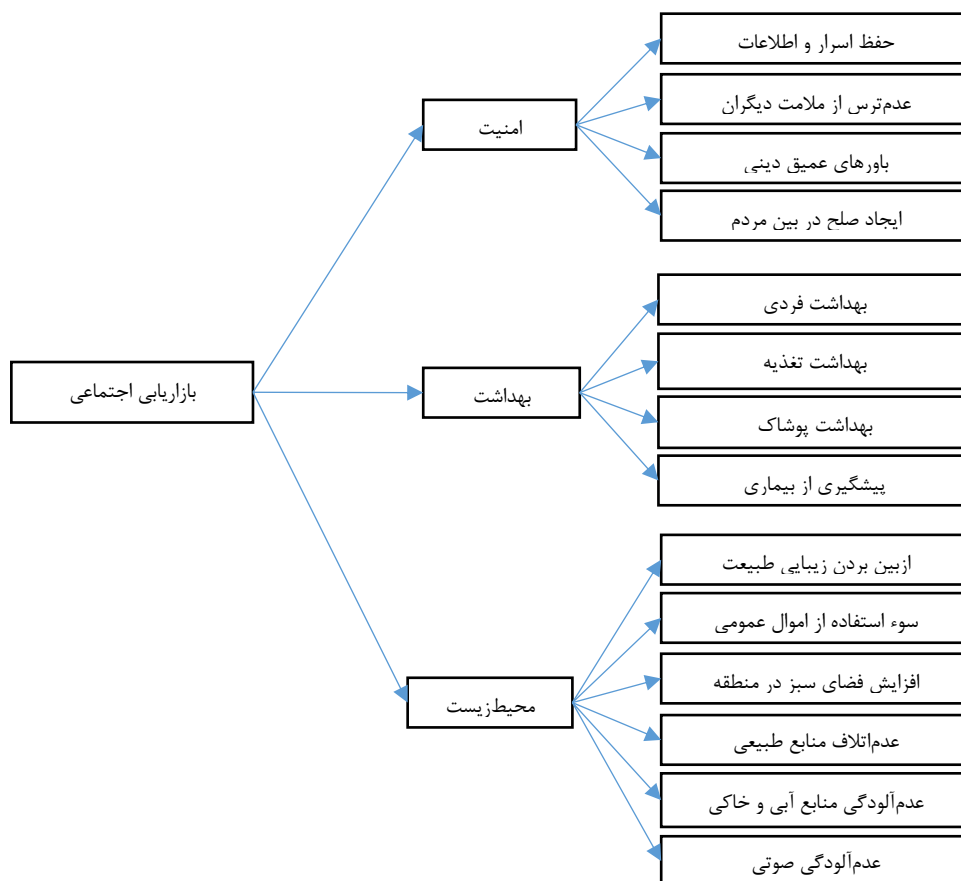 بازاریابی اجتماعی
امنیت
حفظ اسرار و اطلاعات
عدم‌ترس از ملامت دیگران
باورهای عمیق دینی
ایجاد صلح در بین مردم
بهداشت
بهداشت فردی
بهداشت تغذیه
بهداشت پوشاک
پیشگیری از بیماری
محیط‌زیست
ازبین بردن زیبایی طبیعت
سوء استفاده از اموال عمومی
افزایش فضای سبز در منطقه
عدم‌اتلاف منابع طبیعی
عدم‌آلودگی منابع آبی و خاکی
عدم‌آلودگی صوتی